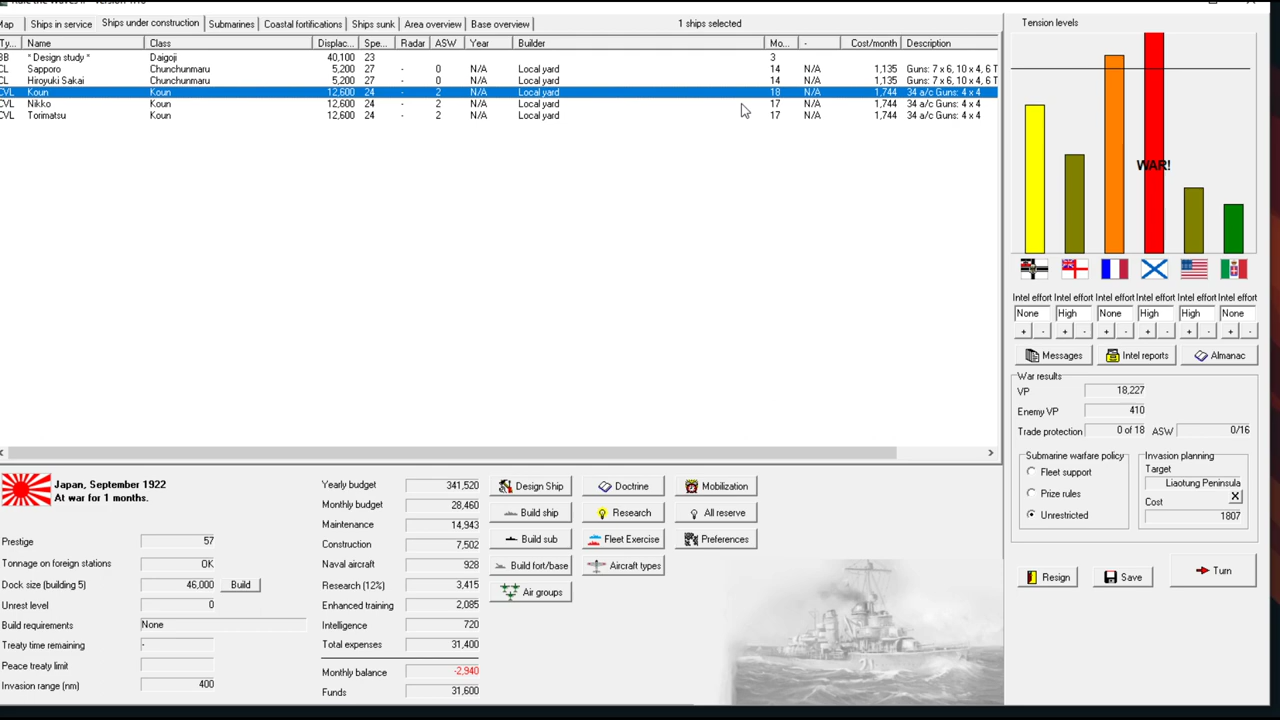 Map Ships in service Ships under construction Submarines Coastal fortifications Ships sunk Area overview Base overview 1 ships selected
Ty... Name Class Displac... Spe... Radar ASW Year Builder Mo... - Cost/month Description
BB * Design study * Daigoji 40,100 23 3
CL Sapporo Chunchunmaru 5,200 27 - 0 N/A Local yard 14 N/A 1,135 Guns: 7 x 6, 10 x 4, 6 T
CL Hiroyuki Sakai Chunchunmaru 5,200 27 - 0 N/A Local yard 14 N/A 1,135 Guns: 7 x 6, 10 x 4, 6 T
CVL Koun Koun 12,600 24 - 2 N/A Local yard 18 N/A 1,744 34 a/c Guns: 4 x 4
CVL Nikko Koun 12,600 24 - 2 N/A Local yard 17 N/A 1,744 34 a/c Guns: 4 x 4
CVL Torimatsu Koun 12,600 24 - 2 N/A Local yard 17 N/A 1,744 34 a/c Guns: 4 x 4
Tension levels
WAR!
Intel effort Intel effort Intel effort Intel effort Intel effort Intel effort
None High None High High None
+ - + - + - + - + - + -
Messages Intel reports Almanac
War results
VP 18,227
Enemy VP 410
Trade protection 0 of 18 ASW 0/16
Submarine warfare policy
Fleet support
Prize rules
Unrestricted
Invasion planning
Target
Liaotung Peninsula
Cost X
1807
Resign Save Turn
Japan, September 1922
At war for 1 months.
Prestige 57
Tonnage on foreign stations OK
Dock size (building 5) 46,000 Build
Unrest level 0
Build requirements None
Treaty time remaining -
Peace treaty limit
Invasion range (nm) 400
Yearly budget 341,520
Monthly budget 28,460
Maintenance 14,943
Construction 7,502
Naval aircraft 928
Research (12%) 3,415
Enhanced training 2,085
Intelligence 720
Total expenses 31,400
Monthly balance -2,940
Funds 31,600
Design Ship Doctrine Mobilization
Build ship Research All reserve
Build sub Fleet Exercise Preferences
Build fort/base Aircraft types
Air groups
71